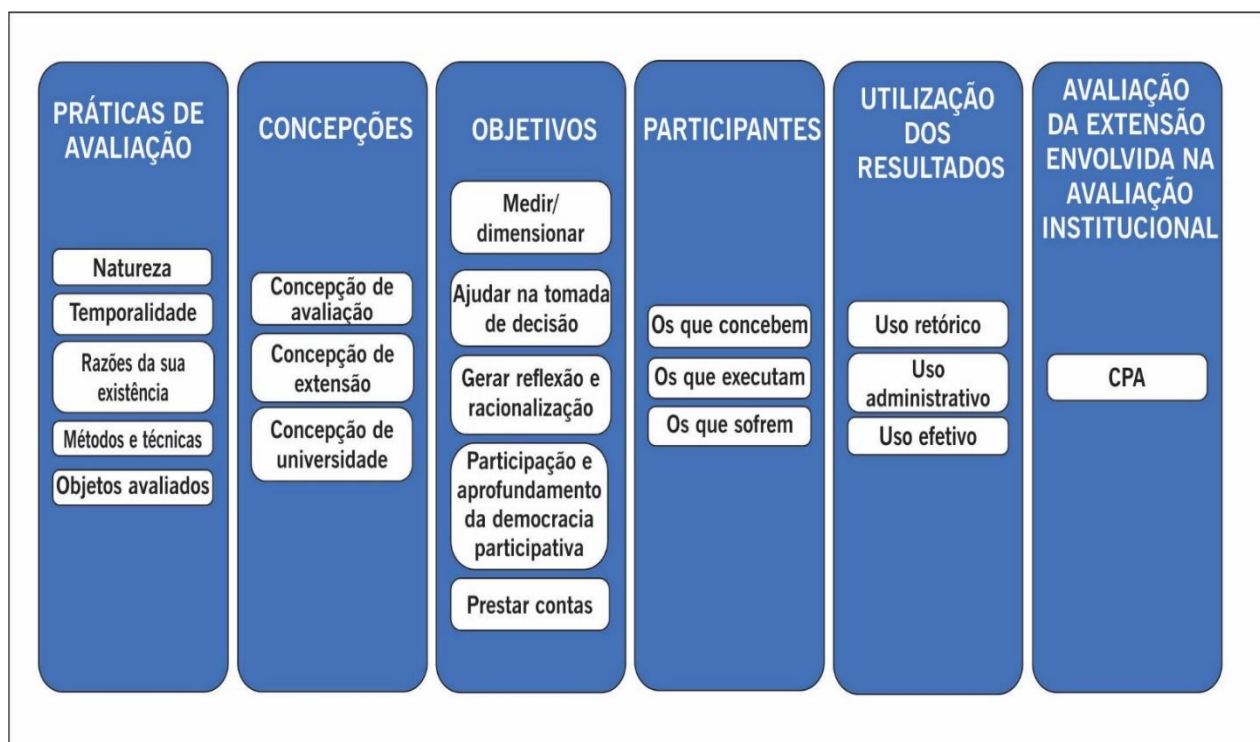 PRÁTICAS DE
AVALIAÇÃO
Natureza
Temporalidade
Razões da sua
existência
Métodos e técnicas
Objetos avaliados
CONCEPÇÕES
Concepção de
avaliação
Concepção de
extensão
Concepção de
universidade
OBJETIVOS
Medir/
dimensionar
Ajudar na tomada
de decisão
Gerar reflexão e
racionalização
Participação e
aprofundamento
da democracia
participativa
Prestar contas
PARTICIPANTES
Os que concebem
Os que executam
Os que sofrem
UTILIZAÇÃO
DOS
RESULTADOS
Uso retórico
Uso
administrativo
Uso efetivo
AVALIAÇÃO
DA EXTENSÃO
ENVOLVIDA NA
AVALIAÇÃO
INSTITUCIONAL
CPA